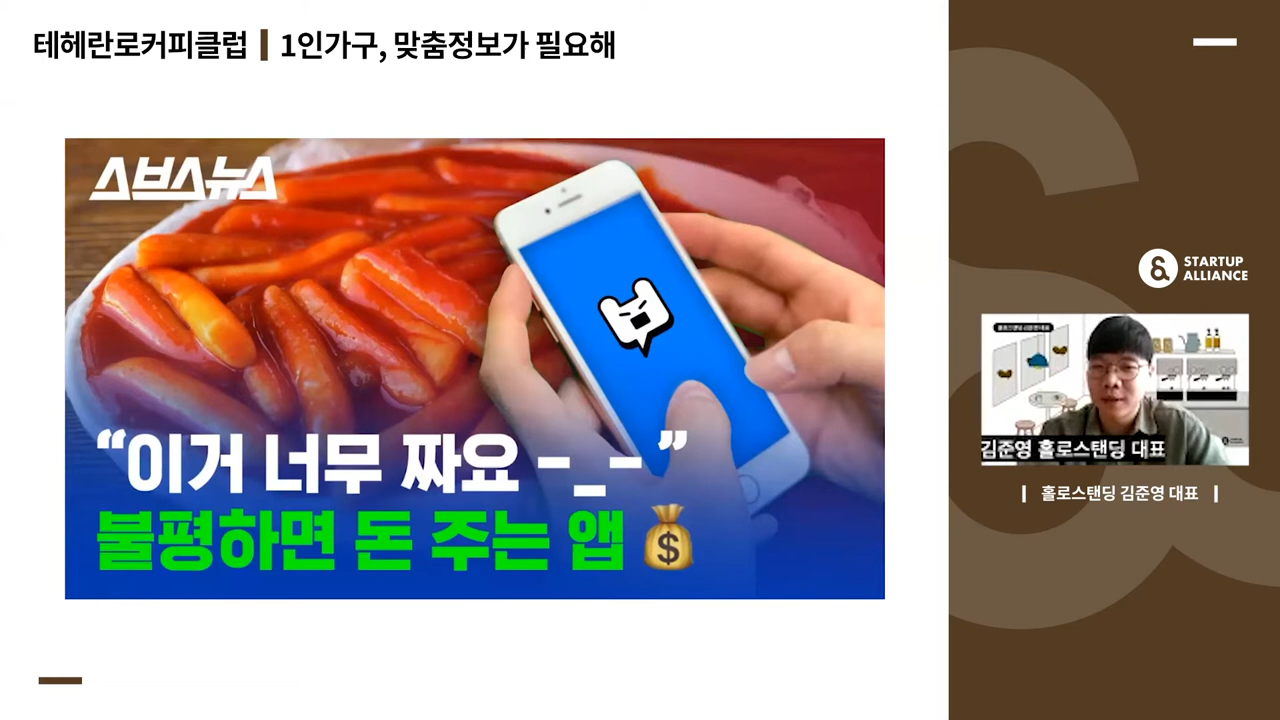 테헤란로커피클럽 | 1인가구, 맞춤정보가 필요해
스브스뉴스
“이거 너무 짜요 -_-”
불평하면 돈 주는 앱
$
STARTUP
ALLIANCE
김준영 홀로스탠딩 대표
| 홀로스탠딩 김준영 대표 |